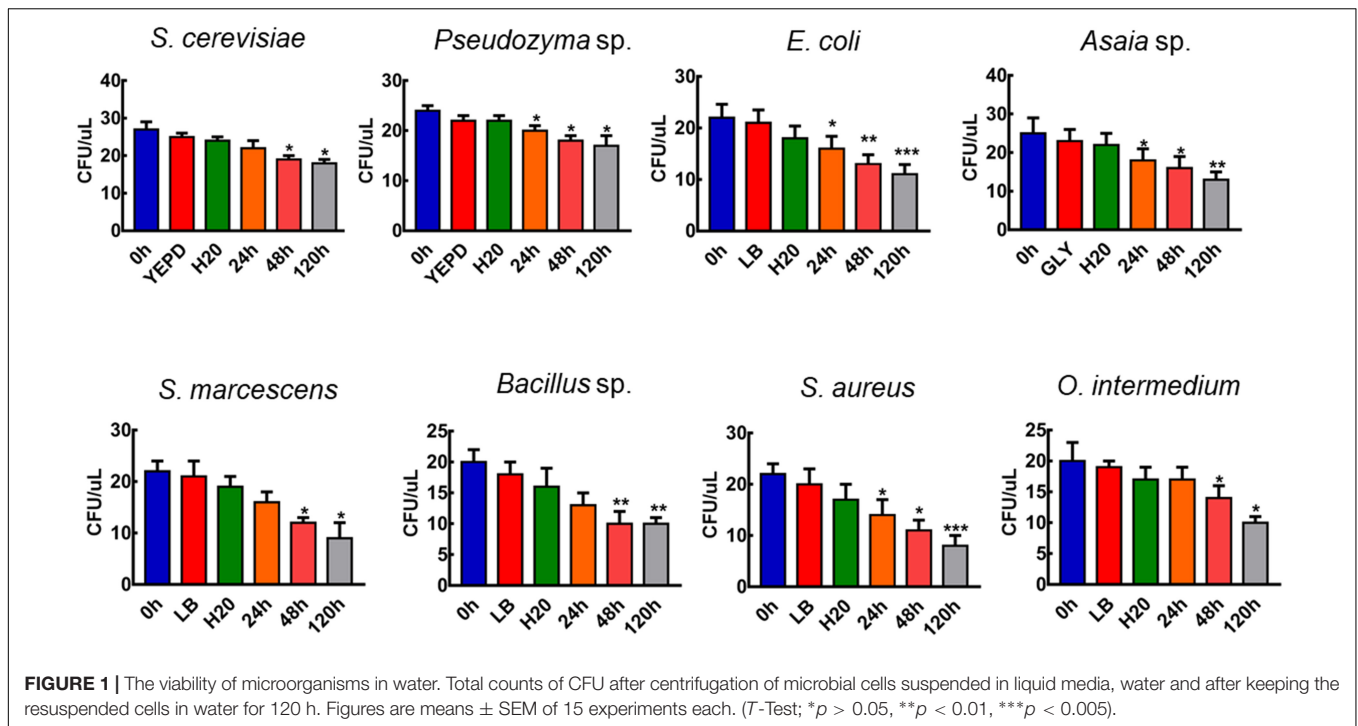 S. cerevisiae
Pseudozyma sp.
E. coli
Asaia sp.
CFU/uL
40
30
20
10
0
* *
0h YEPD H20 24h 48h 120h
CFU/uL
30
20
10
0
* * *
0h YEPD H20 24h 48h 120h
CFU/uL
30
20
10
0
* ** ***
0h LB H20 24h 48h 120h
CFU/uL
40
30
20
10
0
* * **
0h GLY H20 24h 48h 120h
S. marcescens
Bacillus sp.
S. aureus
O. intermedium
CFU/uL
30
20
10
0
* *
0h LB H20 24h 48h 120h
CFU/uL
25
20
15
10
5
0
** **
0h LB H20 24h 48h 120h
CFU/uL
30
20
10
0
* * ***
0h LB H20 24h 48h 120h
CFU/uL
25
20
15
10
5
0
* *
0h LB H20 24h 48h 120h
FIGURE 1 | The viability of microorganisms in water. Total counts of CFU after centrifugation of microbial cells suspended in liquid media, water and after keeping the
resuspended cells in water for 120 h. Figures are means ± SEM of 15 experiments each. (T-Test; *p > 0.05, **p < 0.01, ***p < 0.005).